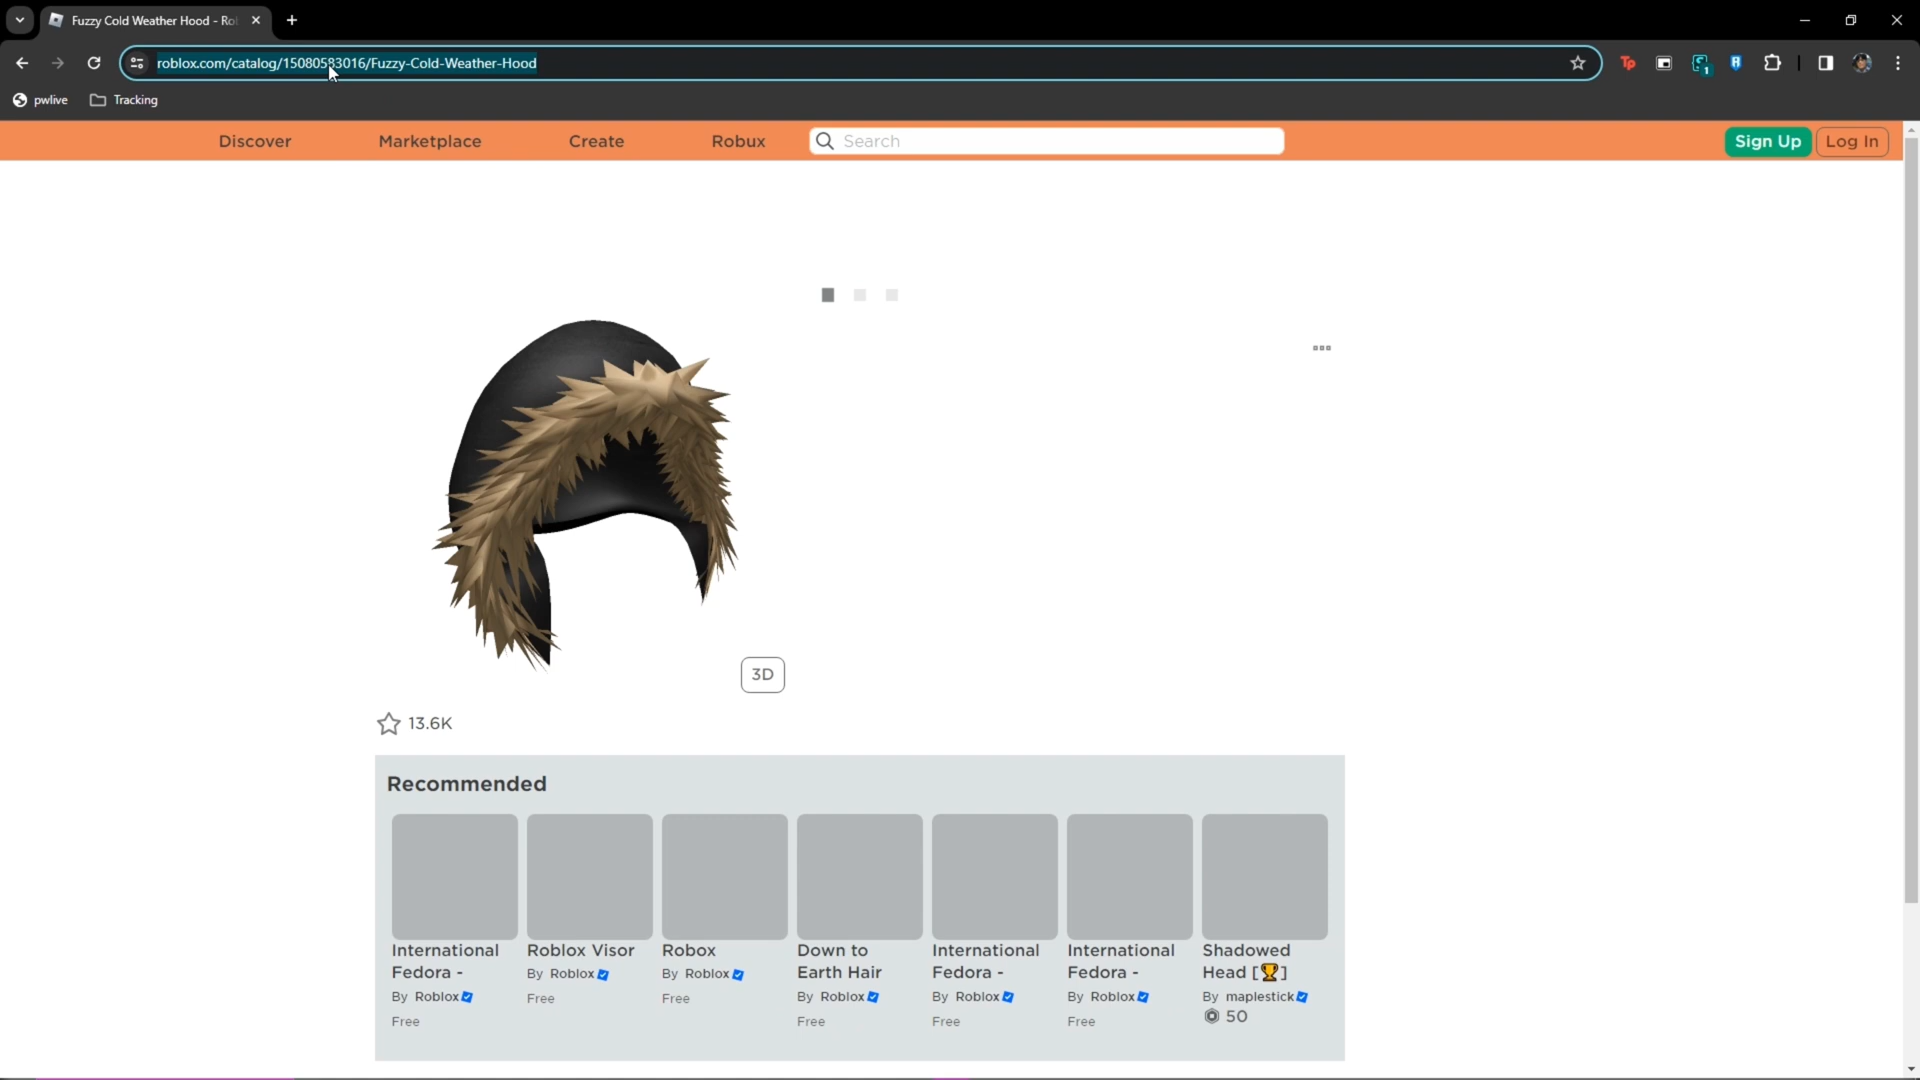 Fuzzy Cold Weather Hood - Ro
roblox.com/catalog/15080583016/Fuzzy-Cold-Weather-Hood
Tp
1
pwlive
Tracking
Discover
Marketplace
Create
Robux
Search
Sign Up
Log In
3D
13.6K
Recommended
International
Fedora -
By Roblox
Free
Roblox Visor
By Roblox
Free
Robox
By Roblox
Free
Down to
Earth Hair
By Roblox
Free
International
Fedora -
By Roblox
Free
International
Fedora -
By Roblox
Free
Shadowed
Head [🏆]
By maplestick
50